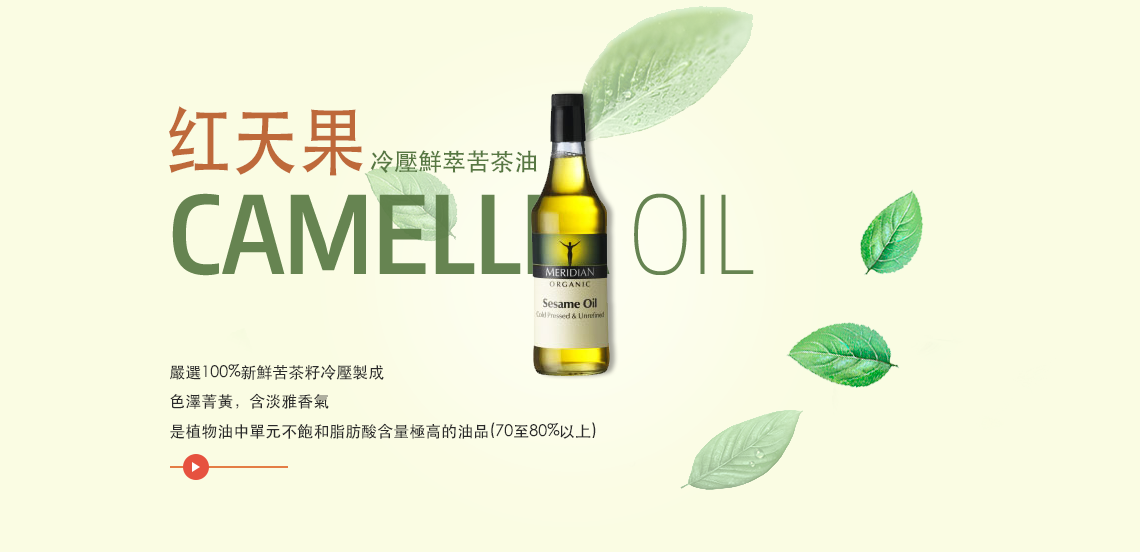 红天果
冷壓鮮萃苦茶油
CAMELLIA OIL
MERIDIAN
ORGANIC
Sesame Oil
Cold Pressed & Unrefined
嚴選100%新鮮苦茶籽冷壓製成
色澤菁黃，含淡雅香氣
是植物油中單元不飽和脂肪酸含量極高的油品(70至80%以上)